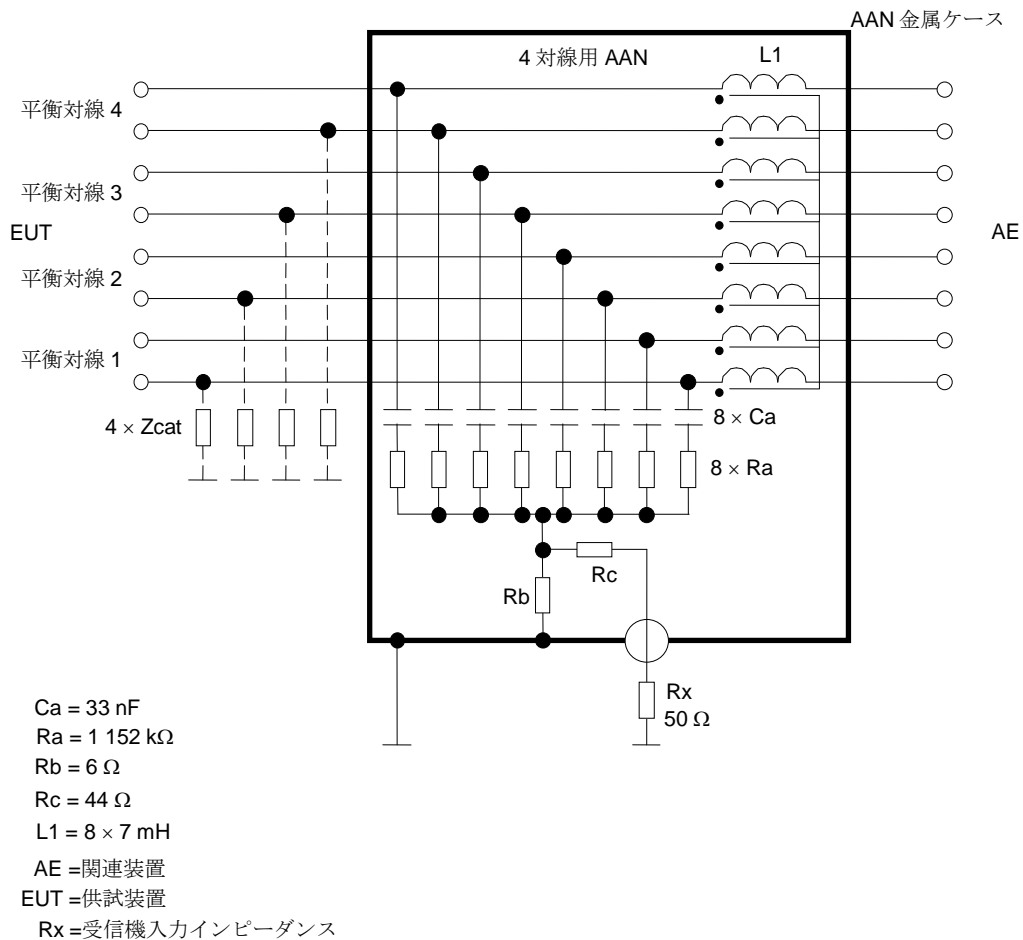 AAN 金属ケース
4 対線用 AAN
L1
平衡対線 4
平衡対線 3
EUT
AE
平衡対線 2
平衡対線 1
4 × Zcat
8 × Ca
8 × Ra
Rc
Rb
Rx
50 Ω
Ca = 33 nF
Ra = 1 152 kΩ
Rb = 6 Ω
Rc = 44 Ω
L1 = 8 × 7 mH
AE =関連装置
EUT =供試装置
Rx =受信機入力インピーダンス